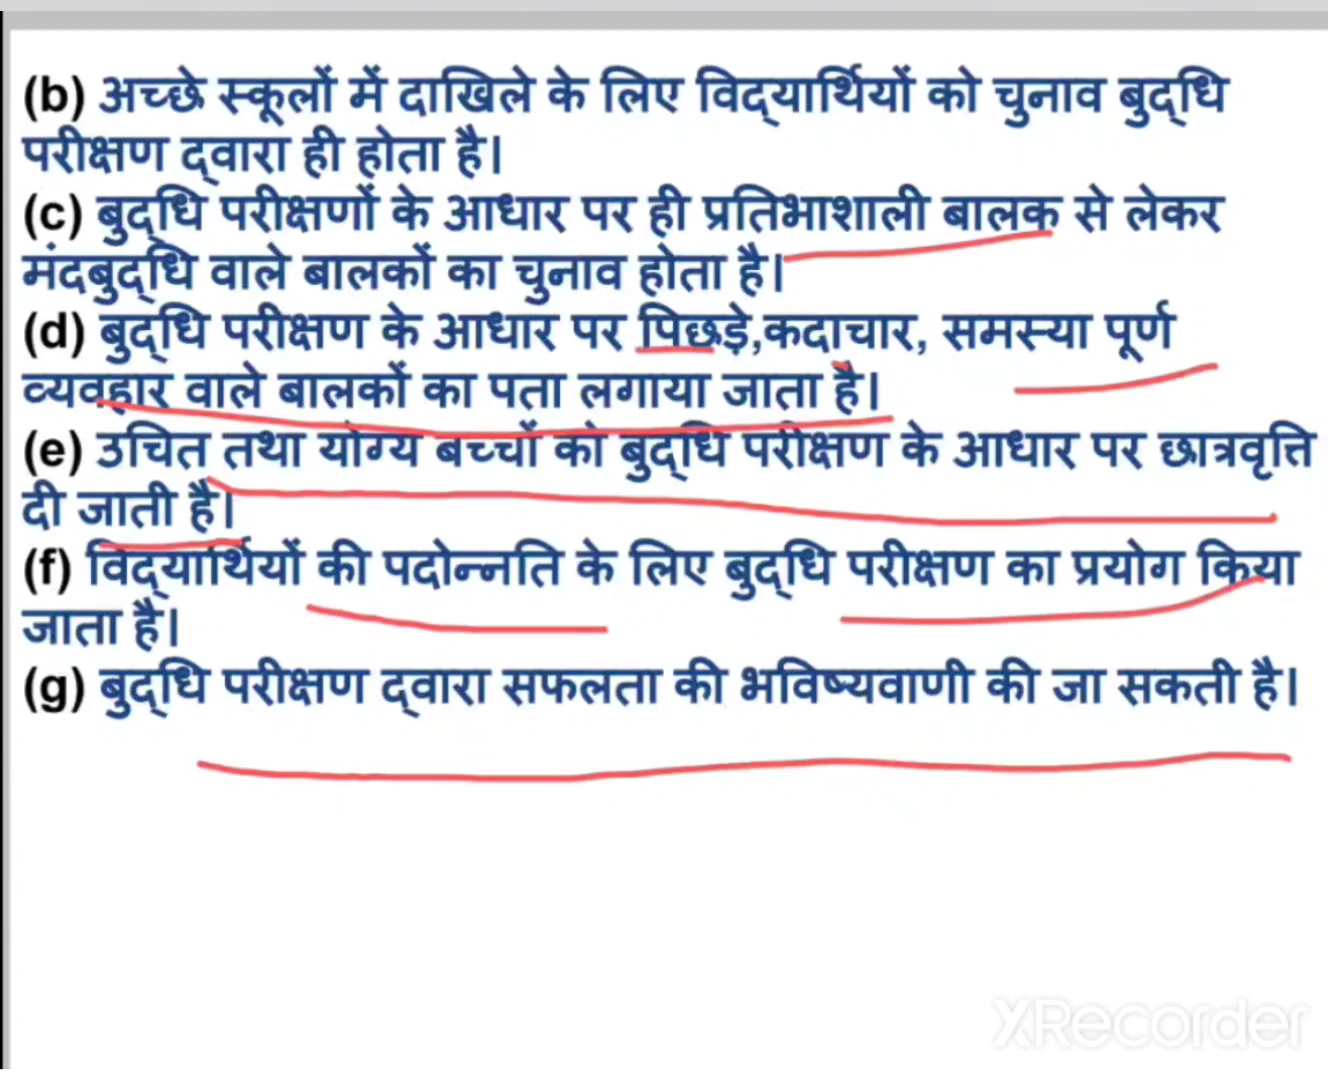 (b) अच्छे स्कूलों में दाखिले के लिए विद्यार्थियों को चुनाव बुद्धि
परीक्षण द्वारा ही होता है।
(c) बुद्धि परीक्षणों के आधार पर ही प्रतिभाशाली बालक से लेकर
मंदबुद्धि वाले बालकों का चुनाव होता है।
(d) बुद्धि परीक्षण के आधार पर पिछड़े,कदाचार, समस्या पूर्ण
व्यवहार वाले बालकों का पता लगाया जाता है।
(e) उचित तथा योग्य बच्चों को बुद्धि परीक्षण के आधार पर छात्रवृत्ति
दी जाती है।
(f) विद्यार्थियों की पदोन्नति के लिए बुद्धि परीक्षण का प्रयोग किया
जाता है।
(g) बुद्धि परीक्षण द्वारा सफलता की भविष्यवाणी की जा सकती है।
XRecorder